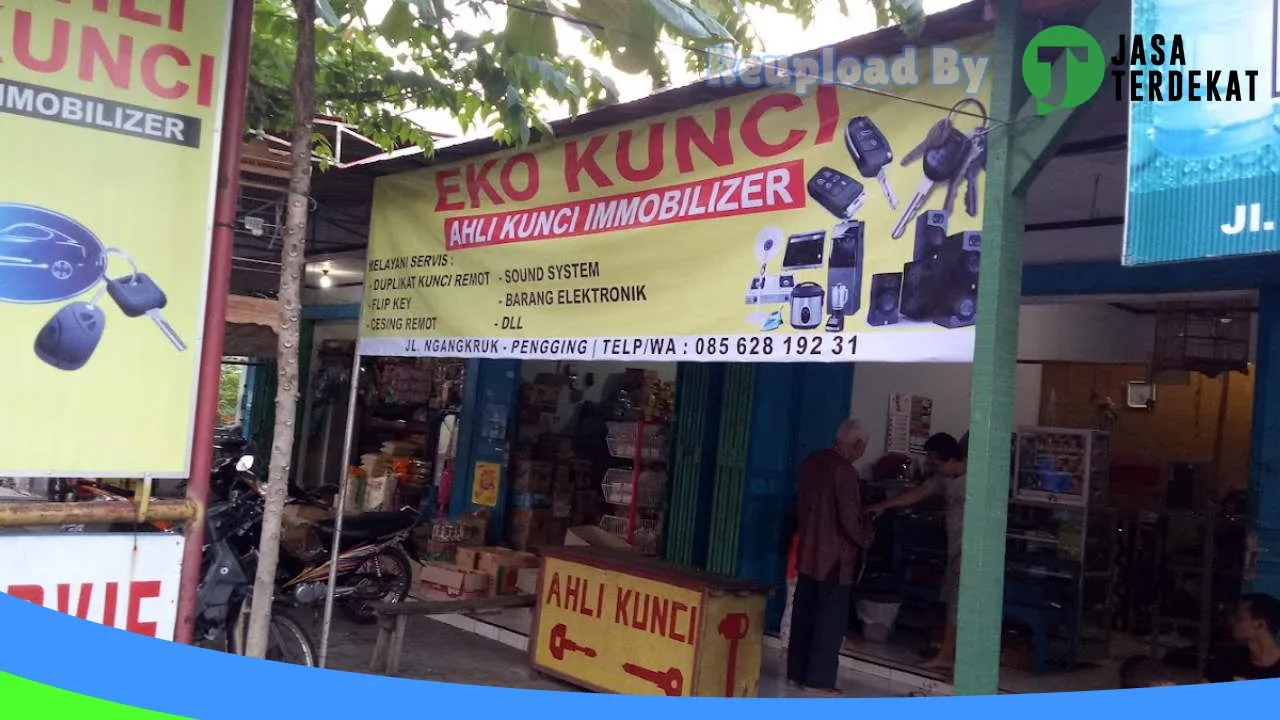 AHLI
KUNCI
IMMOBILIZER
Reupload By
JASA
TERDEKAT
EKO KUNCI
AHLI KUNCI IMMOBILIZER
MELAYANI SERVIS :
- DUPLIKAT KUNCI REMOT
- FLIP KEY
- CESING REMOT
- SOUND SYSTEM
- BARANG ELEKTRONIK
- DLL
JL. NGANGKRUK - PENGGING | TELP/WA : 085 628 192 31
Jl.
AHLI KUNCI